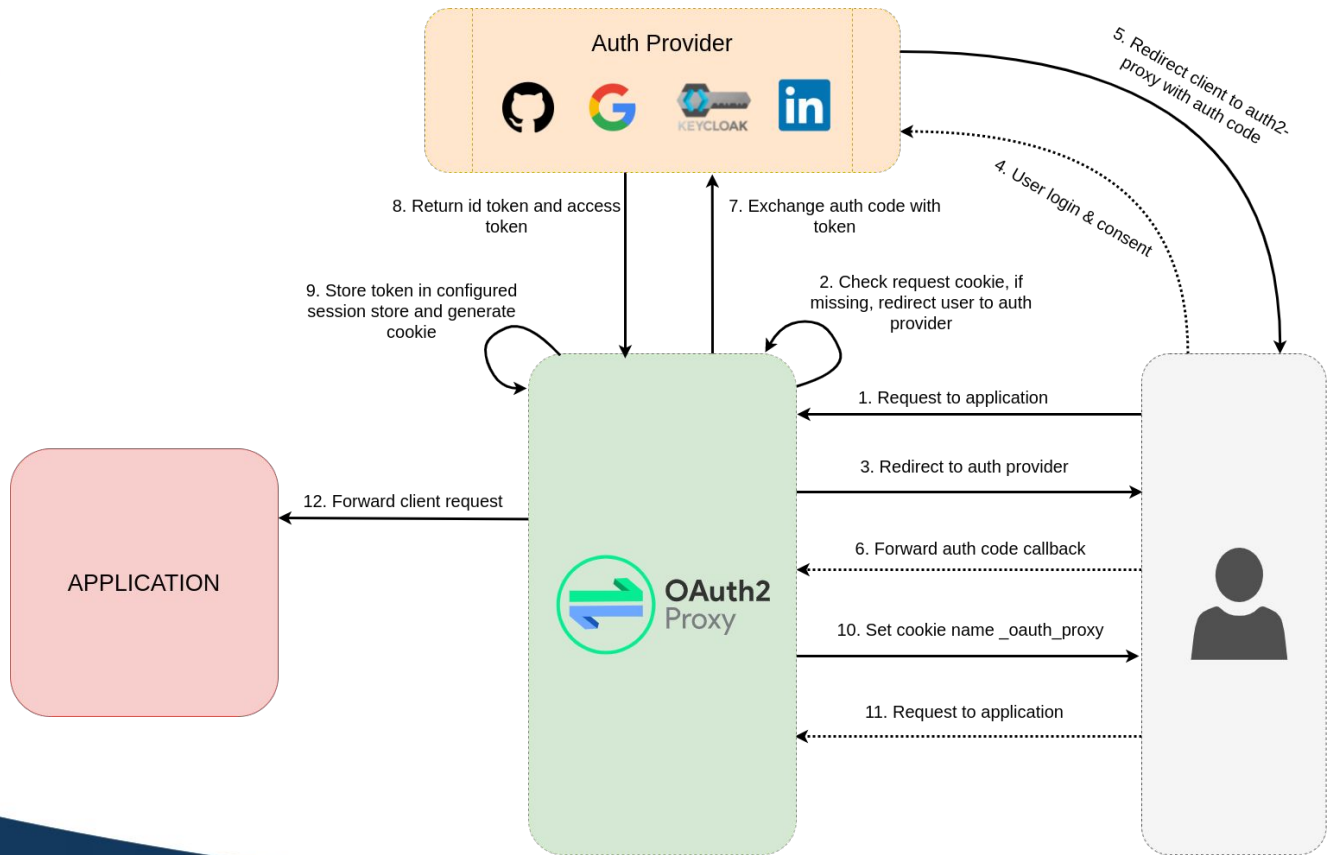 Auth Provider
KEYCLOAK
in
5. Redirect client to auth2-
proxy with auth code
4. User login & consent
8. Return id token and access
token
7. Exchange auth code with
token
9. Store token in configured
session store and generate
cookie
2. Check request cookie, if
missing, redirect user to auth
provider
1. Request to application
3. Redirect to auth provider
12. Forward client request
6. Forward auth code callback
APPLICATION
OAuth2
Proxy
10. Set cookie name _oauth_proxy
11. Request to application